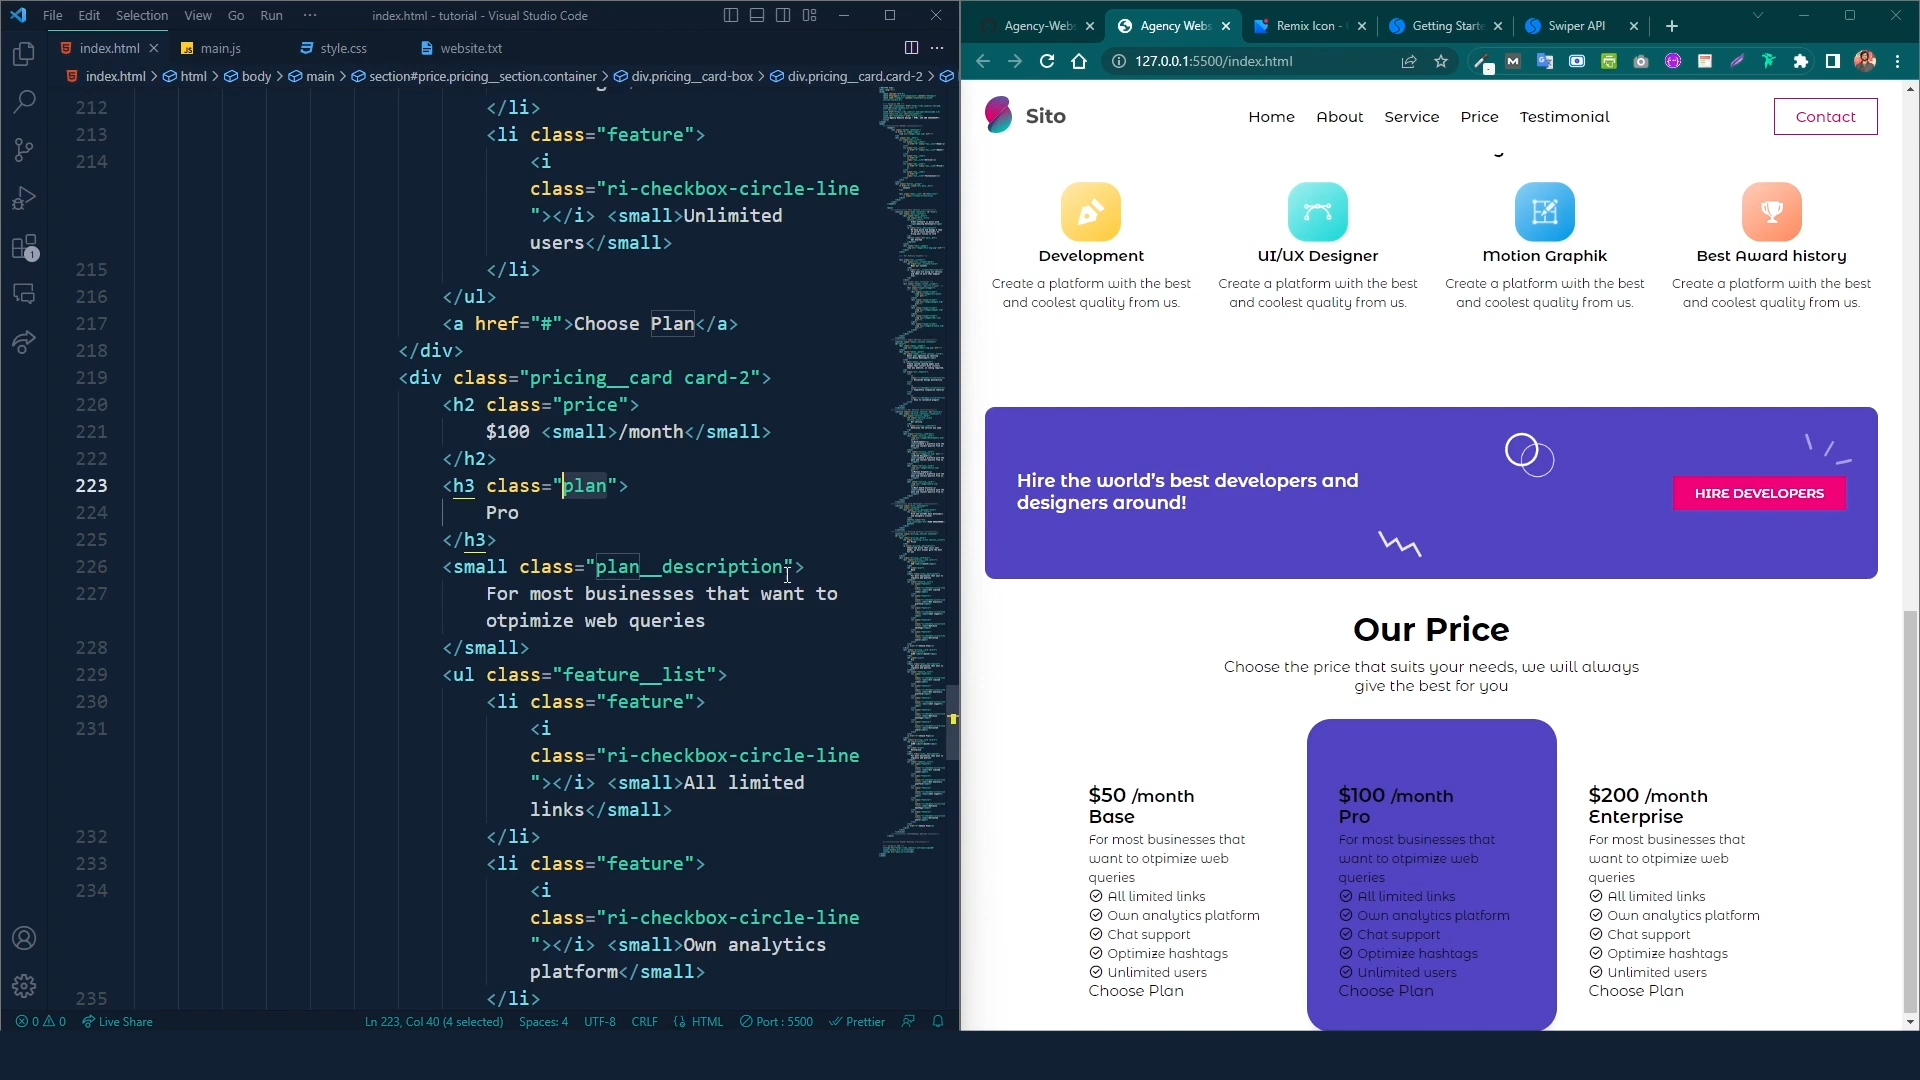 File Edit Selection View Go Run ··· index.html - tutorial - Visual Studio Code
index.html main.js style.css website.txt
index.html > html > body > main > section#price.pricing__section.container > div.pricing__card-box > div.pricing__card.card-2 >
212 </li>
213 <li class="feature">
214 <i
class="ri-checkbox-circle-line
"></i> <small>Unlimited
users</small>
215 </li>
216 </ul>
217 <a href="#">Choose Plan</a>
218 </div>
219 <div class="pricing__card card-2">
220 <h2 class="price">
221 $100 <small>/month</small>
222 </h2>
223 <h3 class="plan">
224 Pro
225 </h3>
226 <small class="plan__description">
227 For most businesses that want to
otpimize web queries
228 </small>
229 <ul class="feature__list">
230 <li class="feature">
231 <i
class="ri-checkbox-circle-line
"></i> <small>All limited
links</small>
232 </li>
233 <li class="feature">
234 <i
class="ri-checkbox-circle-line
"></i> <small>Own analytics
platform</small>
235 </li>
0 0 Live Share Ln 223, Col 40 (4 selected) Spaces: 4 UTF-8 CRLF HTML Port : 5500 Prettier
Agency-Webs Agency Webs Remix Icon - Getting Starte Swiper API
127.0.0.1:5500/index.html
Sito Home About Service Price Testimonial Contact
Development UI/UX Designer Motion Graphik Best Award history
Create a platform with the best Create a platform with the best Create a platform with the best Create a platform with the best
and coolest quality from us. and coolest quality from us. and coolest quality from us. and coolest quality from us.
Hire the world's best developers and
designers around!
HIRE DEVELOPERS
Our Price
Choose the price that suits your needs, we will always
give the best for you
$50 /month
Base
For most businesses that
want to otpimize web
queries
All limited links
Own analytics platform
Chat support
Optimize hashtags
Unlimited users
Choose Plan
$100 /month
Pro
For most businesses that
want to otpimize web
queries
All limited links
Own analytics platform
Chat support
Optimize hashtags
Unlimited users
Choose Plan
$200 /month
Enterprise
For most businesses that
want to otpimize web
queries
All limited links
Own analytics platform
Chat support
Optimize hashtags
Unlimited users
Choose Plan